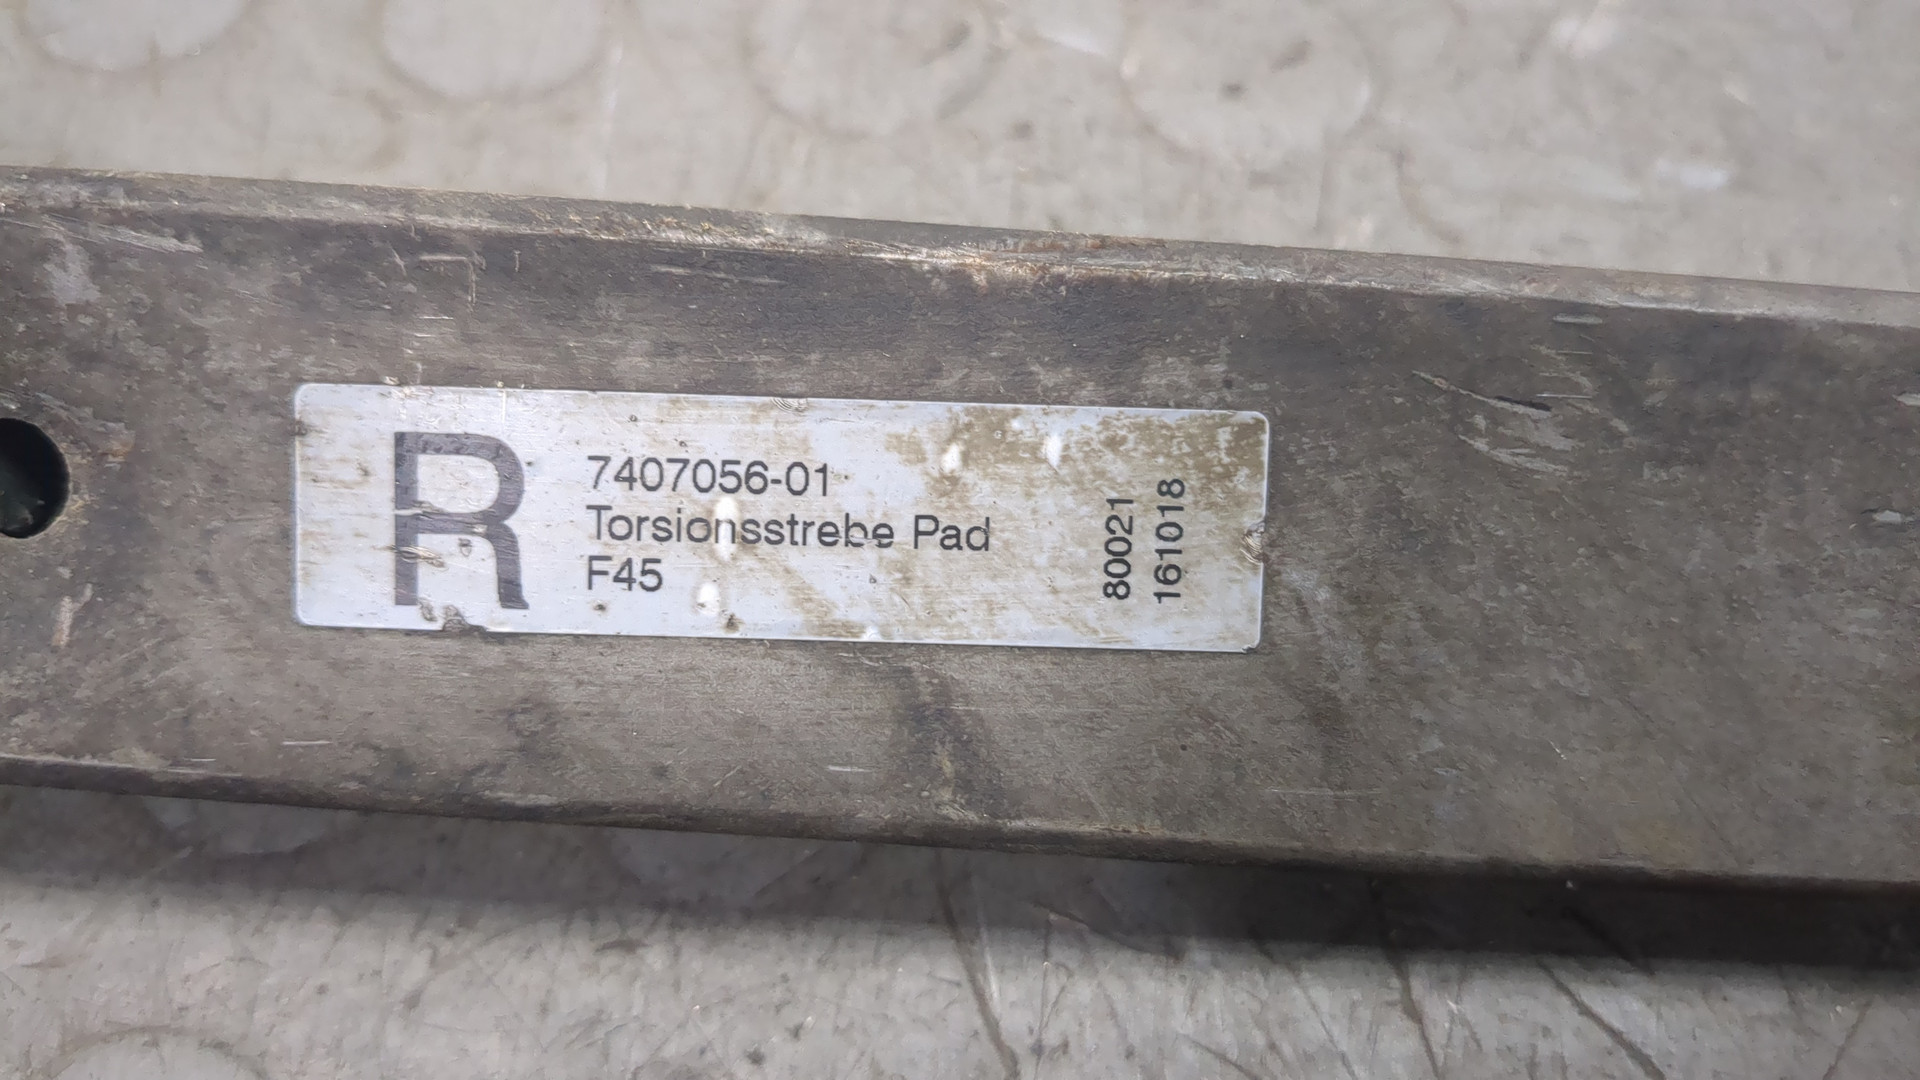 R
7407056-01
Torsionsstrebe Pad
F45
80021
161018